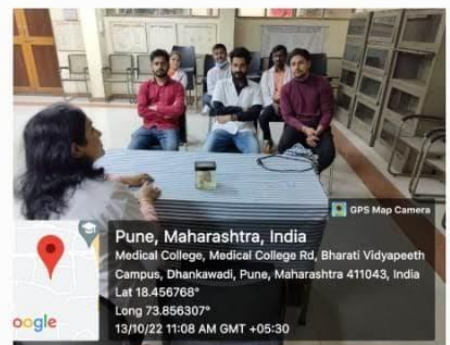 GPS Map Camera
Pune, Maharashtra, India
Medical College, Medical College Rd, Bharati Vidyapeeth
Campus, Dhankawadi, Pune, Maharashtra 411043, India
Lat 18.456768°
Long 73.856307°
13/10/22 11:08 AM GMT +05:30
oogle